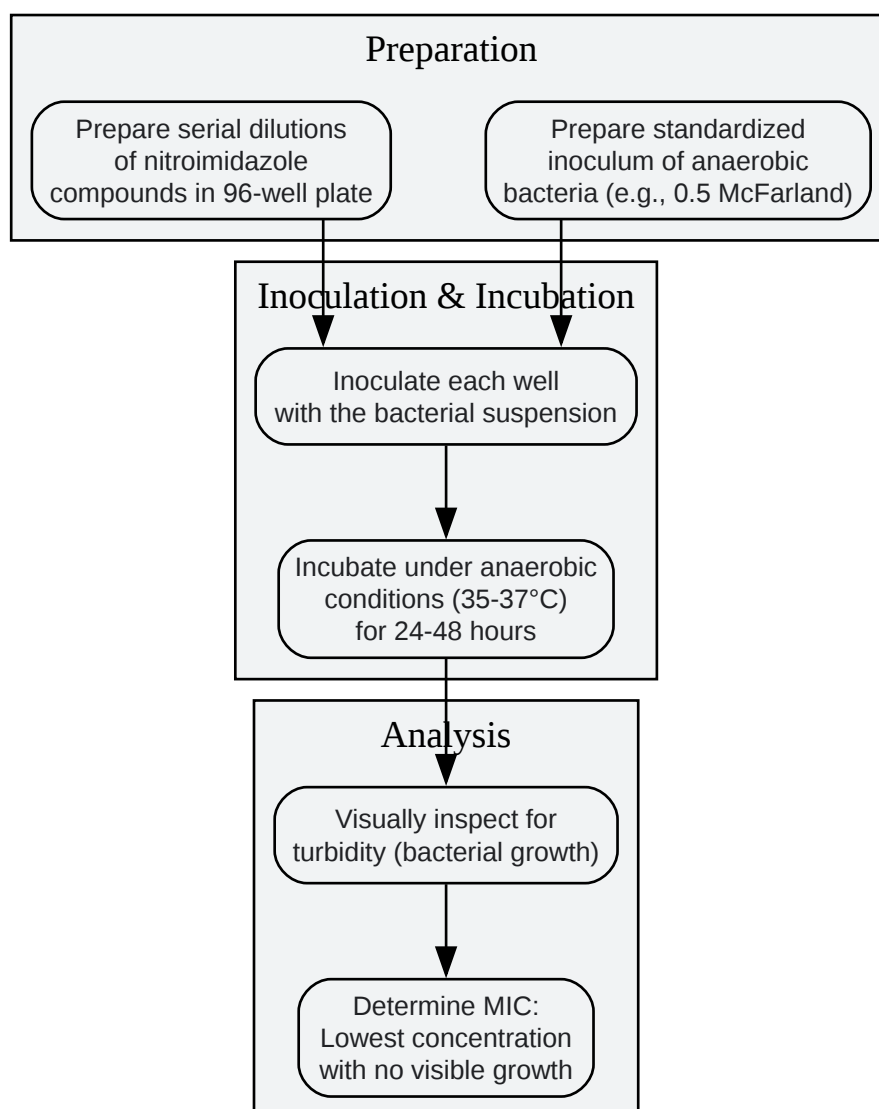 Preparation
Prepare serial dilutions
of nitroimidazole
compounds in 96-well plate
Prepare standardized
inoculum of anaerobic
bacteria (e.g., 0.5 McFarland)
Inoculation & Incubation
Inoculate each well
with the bacterial suspension
Incubate under anaerobic
conditions (35-37°C)
for 24-48 hours
Analysis
Visually inspect for
turbidity (bacterial growth)
Determine MIC:
Lowest concentration
with no visible growth